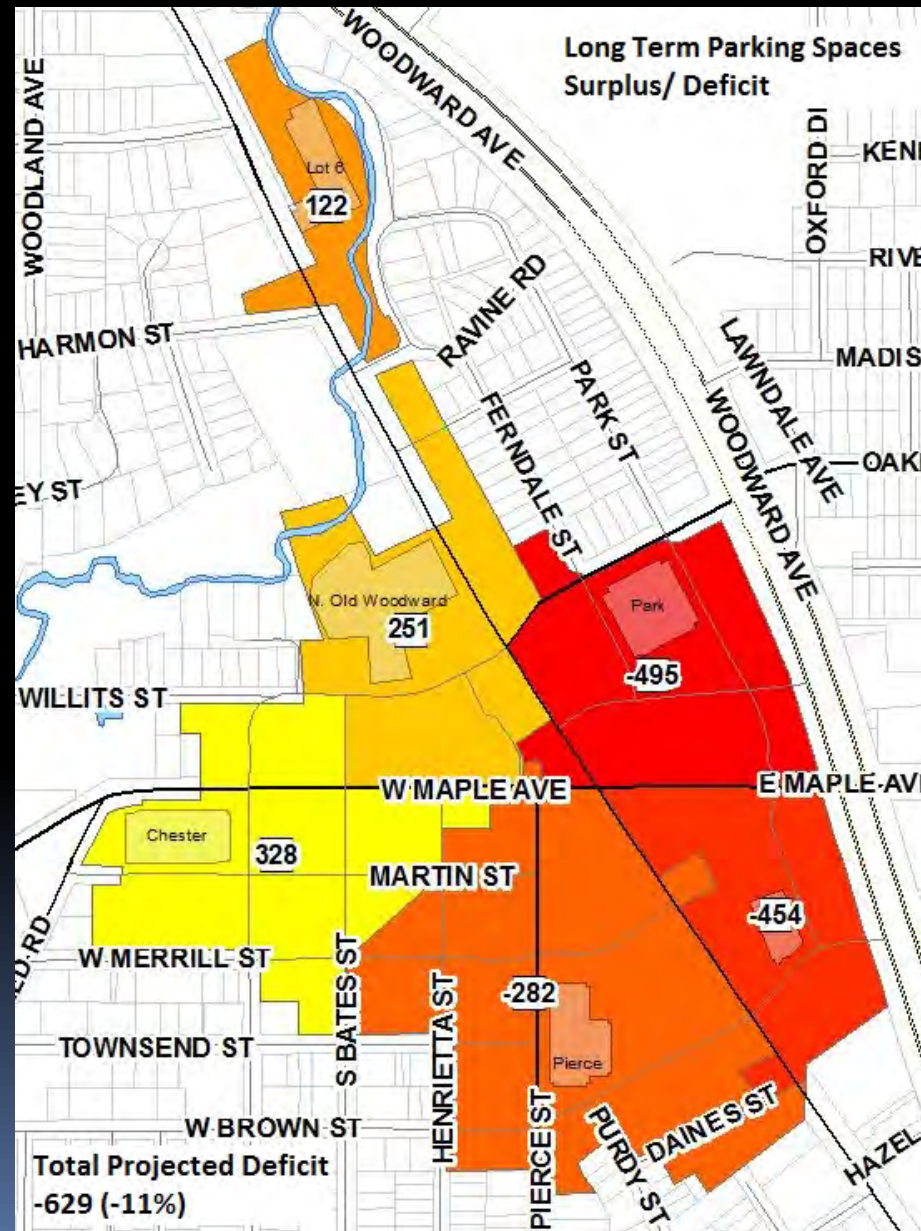 Long Term Parking Spaces
Surplus/ Deficit
WOODWARD AVE
WOODLAND AVE
OXFORD DI
KEN
Lot 6
122
RIVE
RAVINE RD
HARMON ST
LAWNDALE AVE
MADIS
PARK ST
FERNDALE ST
WOODWARD AVE
OAK
EY ST
N. Old Woodward
251
Park
-495
WILLITS ST
W MAPLE AVE
E MAPLE AV
Chester
328
MARTIN ST
-454
W MERRILL ST
LD RD
S BATES ST
HENRIETTA ST
-282
TOWNSEND ST
Pierce
W BROWN ST
PIERCE ST
PURDY ST
DAINES ST
HAZEL
Total Projected Deficit
-629 (-11%)